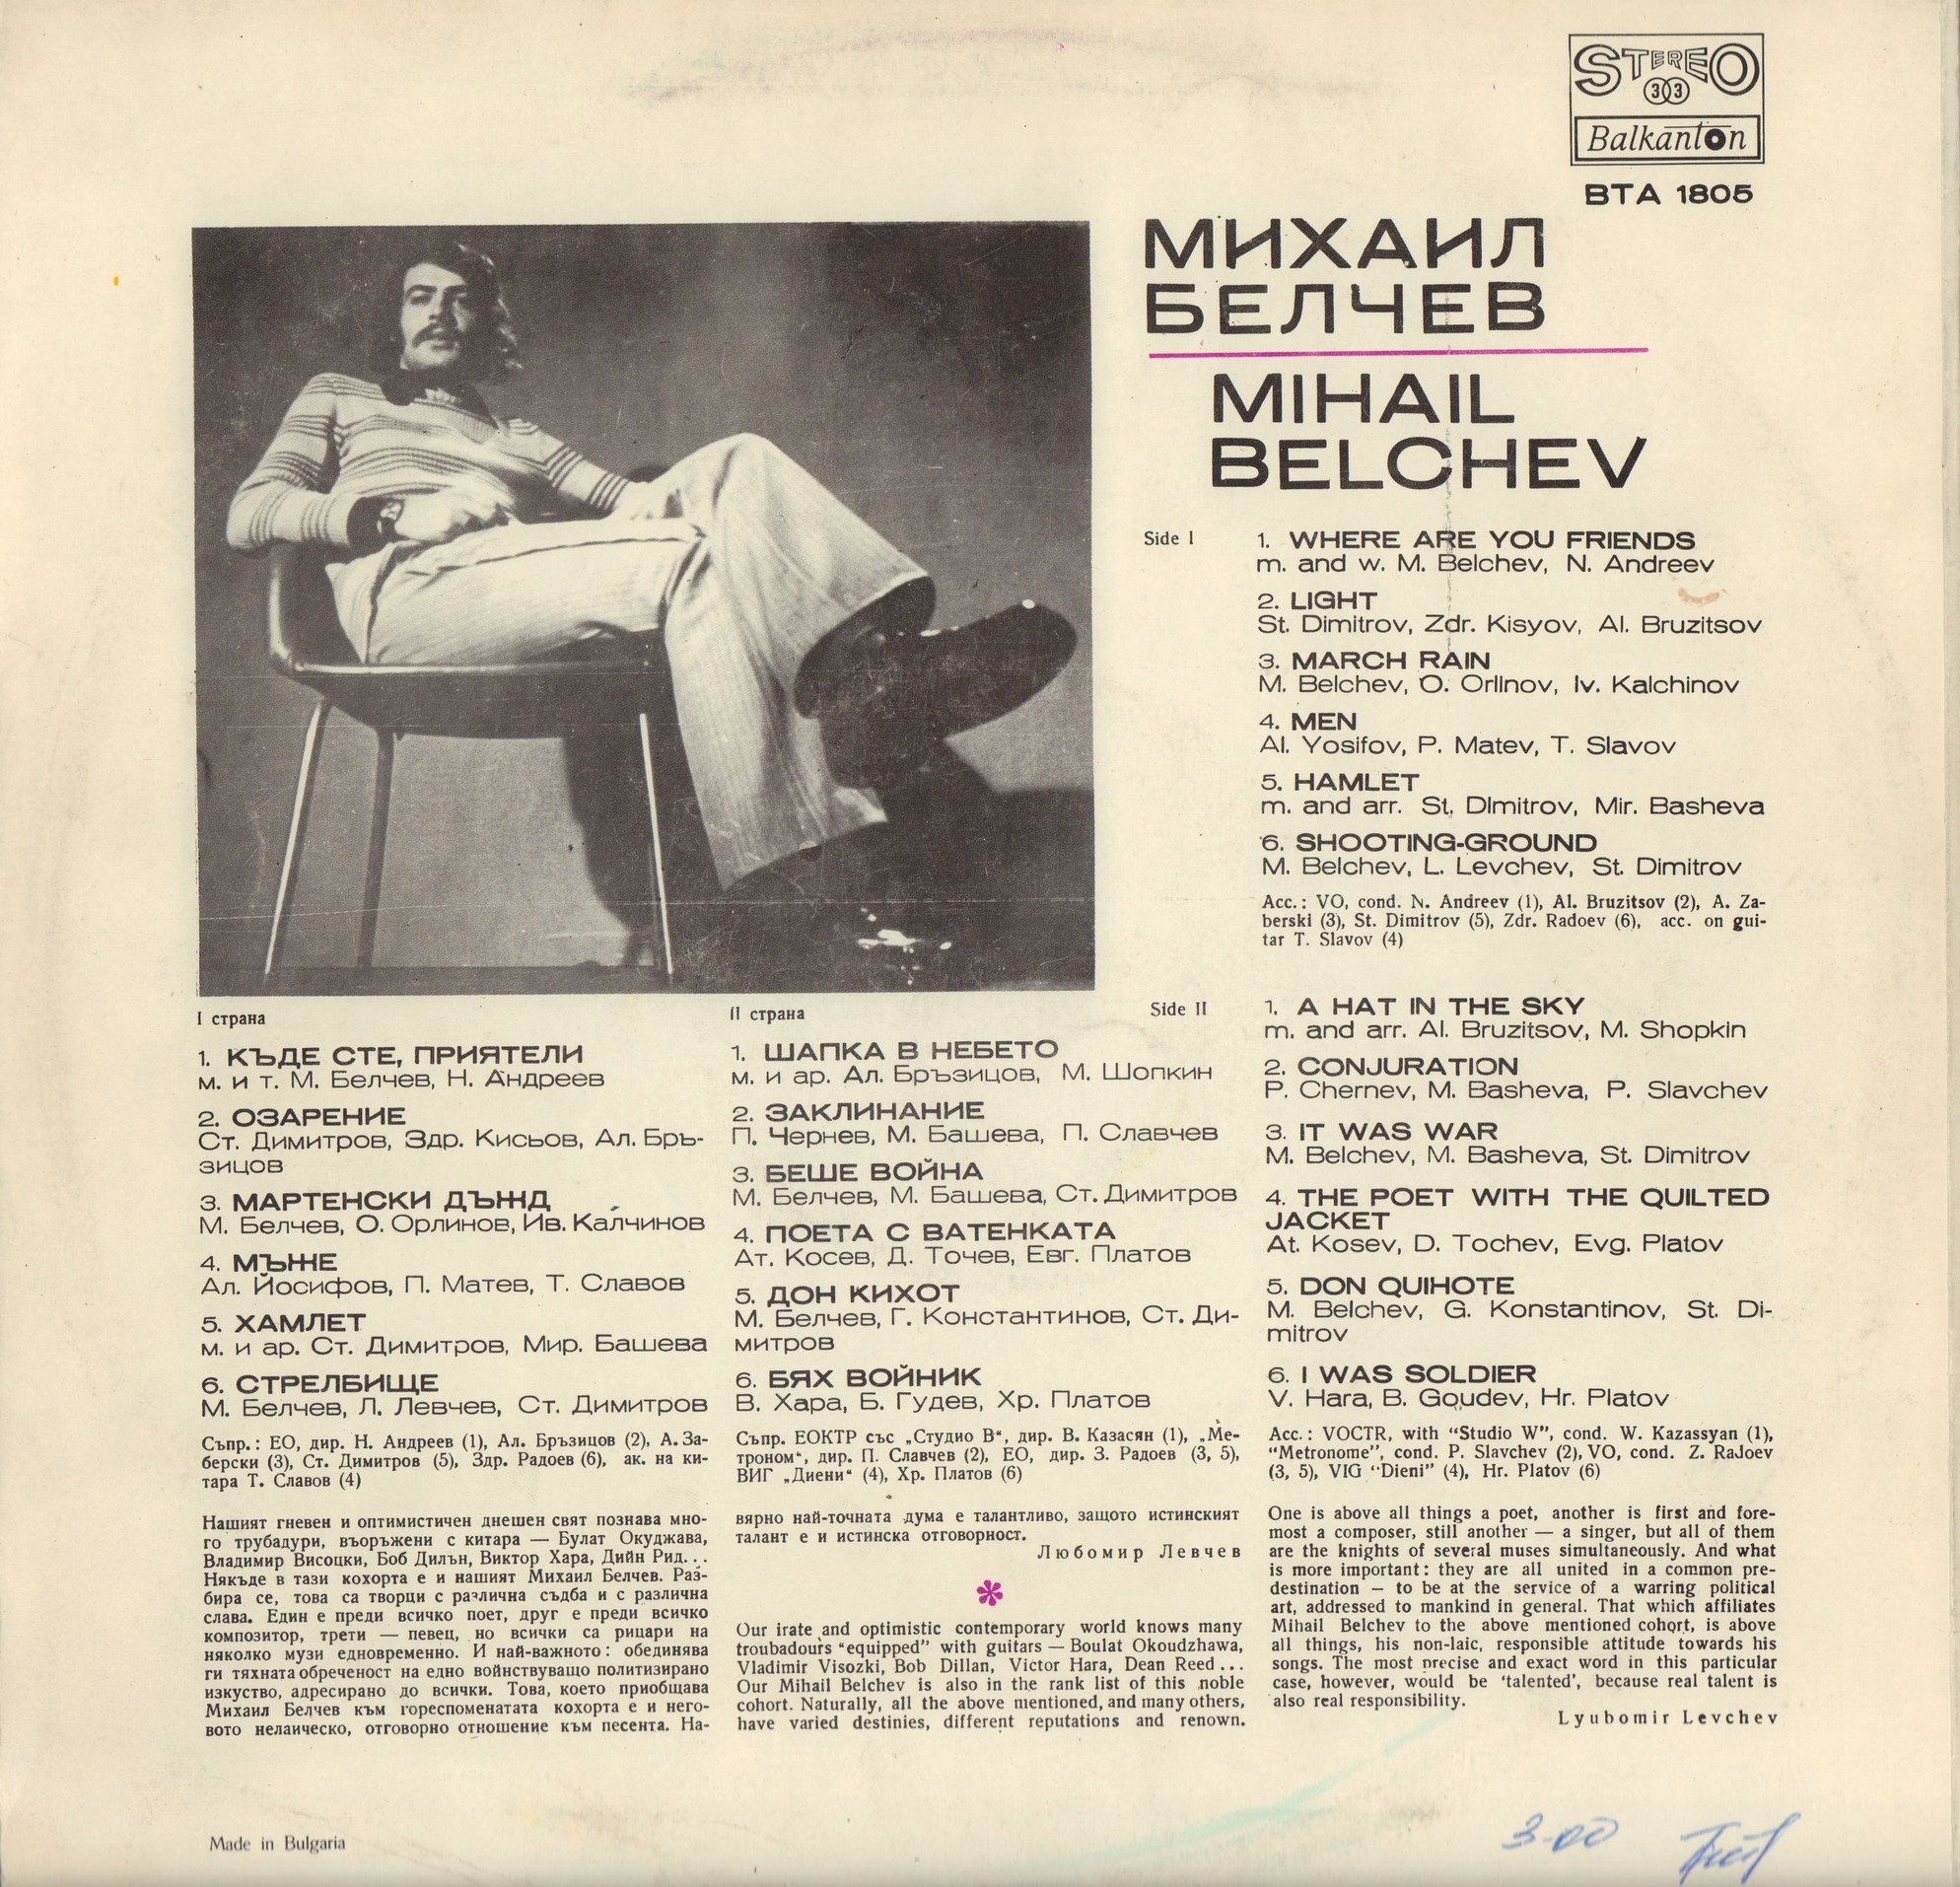 STEREO
33
Balkanton
ВТА 1805
МИХАИЛ
БЕЛЧЕВ
MIHAIL
BELCHEV
Side I
1. WHERE ARE YOU FRIENDS
m. and w. M. Belchev, N. Andreev
2. LIGHT
St. Dimitrov, Zdr. Kisyov, Al. Bruzitsov
3. MARCH RAIN
M. Belchev, O. Orlinov, Iv. Kalchinov
4. MEN
Al. Yosifov, P. Matev, T. Slavov
5. HAMLET
m. and arr. St. Dimitrov, Mir. Basheva
6. SHOOTING-GROUND
M. Belchev, L. Levchev, St. Dimitrov
Acc.: VO, cond. N. Andreev (1), Al. Bruzitsov (2), A. Za-
berski (3), St. Dimitrov (5), Zdr. Radoev (6), acc. on gui-
tar T. Slavov (4)
Side II
1. A HAT IN THE SKY
m. and arr. Al. Bruzitsov, M. Shopkin
2. CONJURATION
P. Chernev, M. Basheva, P. Slavchev
3. IT WAS WAR
M. Belchev, M. Basheva, St. Dimitrov
4. THE POET WITH THE QUILTED
JACKET
At. Kosev, D. Tochev, Evg. Platov
5. DON QUIHOTE
M. Belchev, G. Konstantinov, St. Di-
mitrov
6. I WAS SOLDIER
V. Hara, B. Goudev, Hr. Platov
Acc.: VOCTR, with “Studio W”, cond. W. Kazassyan (1),
“Metronome”, cond. P. Slavchev (2), VO, cond. Z. Radoev
(3, 5), VIG “Dieni” (4), Hr. Platov (6)
I страна
1. КЪДЕ СТЕ, ПРИЯТЕЛИ
м. и т. М. Белчев, Н. Андреев
2. ОЗАРЕНИЕ
Ст. Димитров, Здр. Кисьов, Ал. Бръ-
зицов
3. МАРТЕНСКИ ДЪЖД
М. Белчев, О. Орлинов, Ив. Калчинов
4. МЪЖЕ
Ал. Йосифов, П. Матев, Т. Славов
5. ХАМЛЕТ
м. и ар. Ст. Димитров, Мир. Башева
6. СТРЕЛБИЩЕ
М. Белчев, Л. Левчев, Ст. Димитров
Съпр.: ЕО, дир. Н. Андреев (1), Ал. Бръзицов (2), А. За-
берски (3), Ст. Димитров (5), Здр. Радоев (6), ак. на ки-
тара Т. Славов (4)
II страна
1. ШАПКА В НЕБЕТО
м. и ар. Ал. Бръзицов, М. Шопкин
2. ЗАКЛИНАНИЕ
П. Чернев, М. Башева, П. Славчев
3. БЕШЕ ВОЙНА
М. Белчев, М. Башева, Ст. Димитров
4. ПОЕТА С ВАТЕНКАТА
Ат. Косев, Д. Точев, Евг. Платов
5. ДОН КИХОТ
М. Белчев, Г. Константинов, Ст. Ди-
митров
6. БЯХ ВОЙНИК
В. Хара, Б. Гудев, Хр. Платов
Съпр. ЕОКТР със „Студио В“, дир. В. Казасян (1), „Ме-
троном“, дир. П. Славчев (2), ЕО, дир. З. Радоев (3, 5),
ВИГ „Диени“ (4), Хр. Платов (6)
Нашият гневен и оптимистичен днешен свят познава мно-
го трубадури, въоръжени с китара — Булат Окуджава,
Владимир Висоцки, Боб Дилън, Виктор Хара, Дийн Рид...
Някъде в тази кохорта е и нашият Михаил Белчев. Раз-
бира се, това са творци с различна съдба и с различна
слава. Един е преди всичко поет, друг е преди всичко
композитор, трети — певец, но всички са рицари на
няколко музи едновременно. И най-важното: обединява
ги тяхната обреченост на едно войнствуващо политизирано
изкуство, адресирано до всички. Това, което приобщава
Михаил Белчев към гореспоменатата кохорта е и него-
вото нелаическо, отговорно отношение към песента. На-
вярно най-точната дума е талантливо, защото истинският
талант е и истинска отговорност.
Любомир Левчев
Our irate and optimistic contemporary world knows many
troubadours “equipped” with guitars — Boulat Okoudzhawa,
Vladimir Visozki, Bob Dillan, Victor Hara, Dean Reed...
Our Mihail Belchev is also in the rank list of this noble
cohort. Naturally, all the above mentioned, and many others,
have varied destinies, different reputations and renown.
One is above all things a poet, another is first and fore-
most a composer, still another — a singer, but all of them
are the knights of several muses simultaneously. And what
is more important: they are all united in a common pre-
destination — to be at the service of a warring political
art, addressed to mankind in general. That which affiliates
Mihail Belchev to the above mentioned cohort, is above
all things, his non-laic, responsible attitude towards his
songs. The most precise and exact word in this particular
case, however, would be ‘talented’, because real talent is
also real responsibility.
Lyubomir Levchev
Made in Bulgaria
3-00